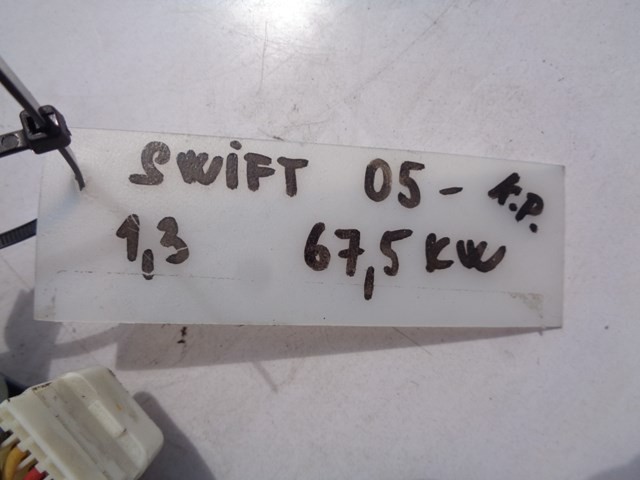 SWiFT 05- K.P.
1,3 67,5 KW